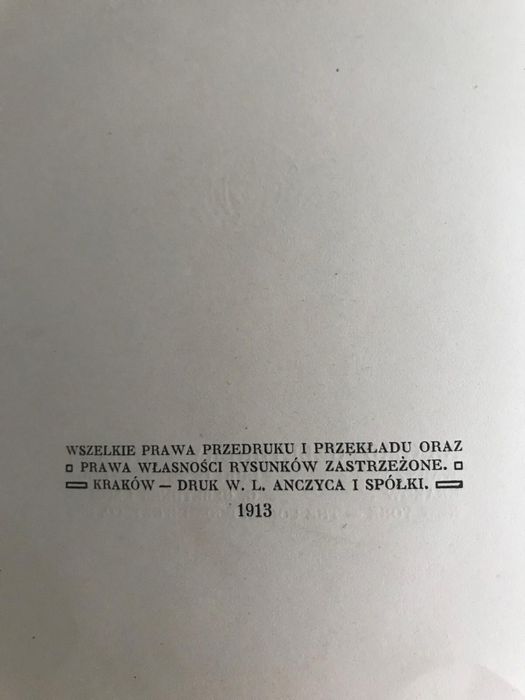 WSZELKIE PRAWA PRZEDRUKU I PRZEKŁADU ORAZ
PRAWA WŁASNOŚCI RYSUNKÓW ZASTRZEŻONE.
KRAKÓW — DRUK W. L. ANCZYCA I SPÓŁKI.
1913